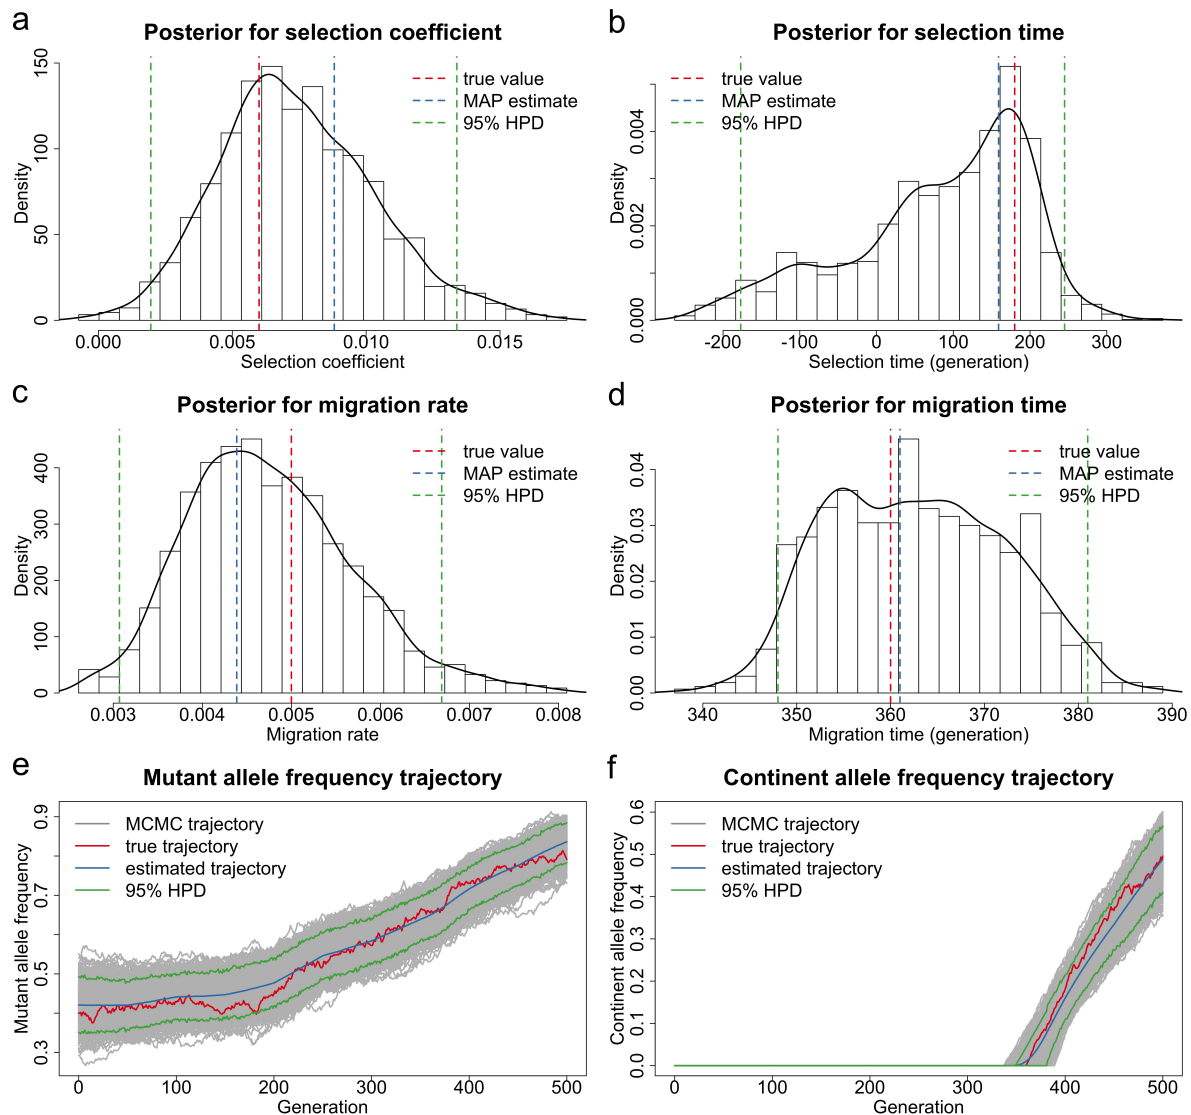 a
Posterior for selection coefficient
Density
0 50 100 150
true value
MAP estimate
95% HPD
0.000 0.005 0.010 0.015
Selection coefficient
b
Posterior for selection time
Density
0.000 0.002 0.004
true value
MAP estimate
95% HPD
-200 -100 0 100 200 300
Selection time (generation)
c
Posterior for migration rate
Density
0 100 200 300 400
true value
MAP estimate
95% HPD
0.003 0.004 0.005 0.006 0.007 0.008
Migration rate
d
Posterior for migration time
Density
0.00 0.01 0.02 0.03 0.04
true value
MAP estimate
95% HPD
340 350 360 370 380 390
Migration time (generation)
e
Mutant allele frequency trajectory
Mutant allele frequency
0.3 0.5 0.7 0.9
MCMC trajectory
true trajectory
estimated trajectory
95% HPD
0 100 200 300 400 500
Generation
f
Continent allele frequency trajectory
Continent allele frequency
0.0 0.1 0.2 0.3 0.4 0.5 0.6
MCMC trajectory
true trajectory
estimated trajectory
95% HPD
0 100 200 300 400 500
Generation